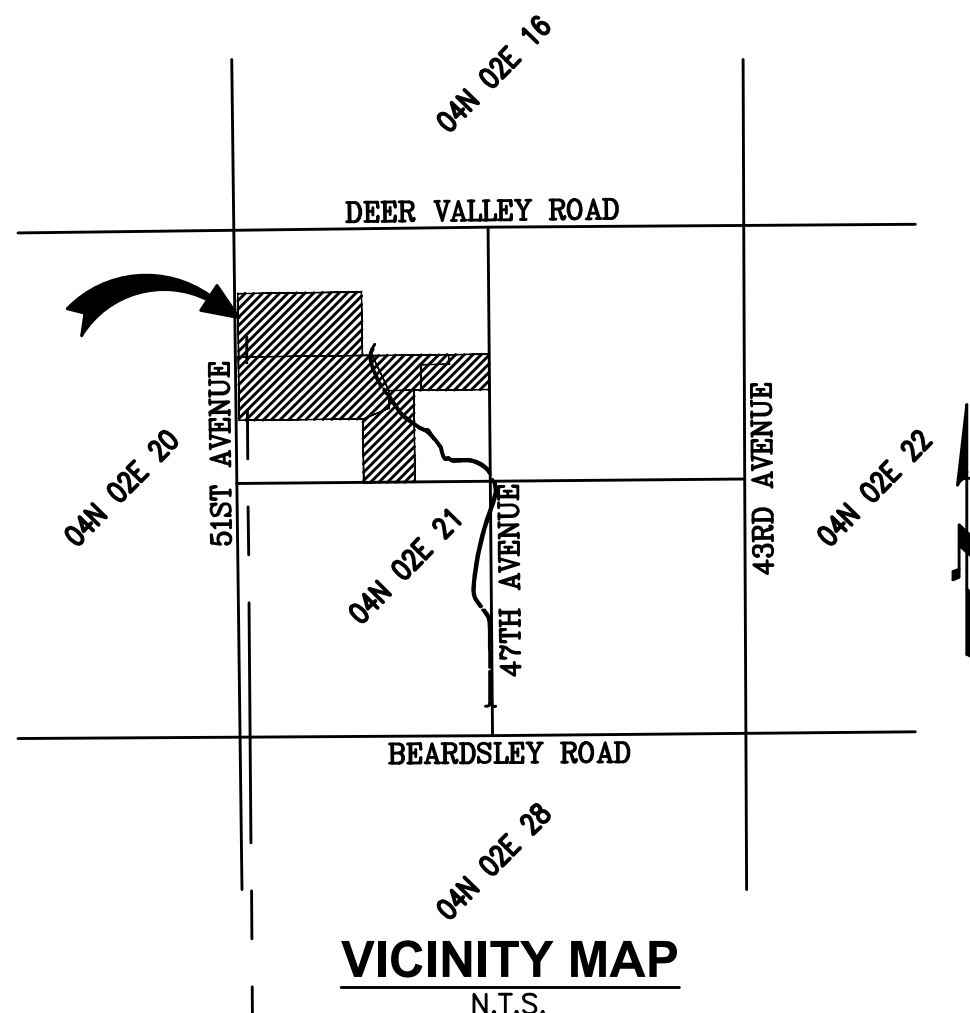 04N 02E 16
DEER VALLEY ROAD
51ST AVENUE
04N 02E 20
43RD AVENUE
04N 02E 22
04N 02E 21
47TH AVENUE
BEARDSLEY ROAD
04N 02E 28
VICINITY MAP
N.T.S.